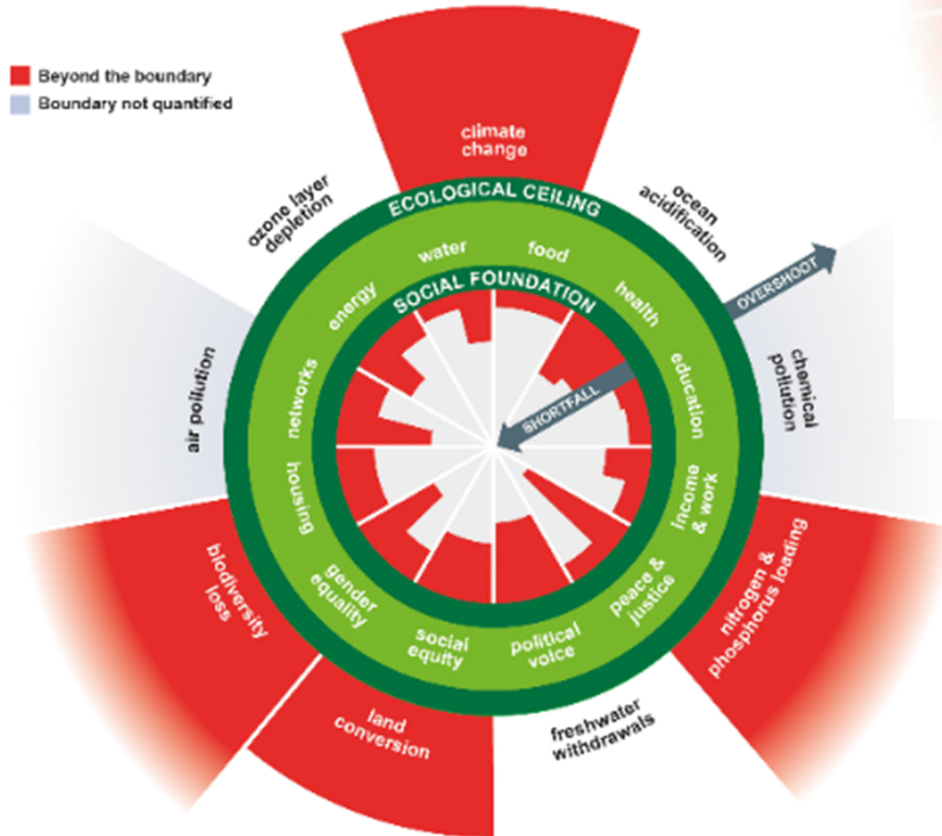 Beyond the boundary
Boundary not quantified
climate
change
ozone layer
depletion
ocean
acidification
ECOLOGICAL CEILING
water
food
energy
SOCIAL FOUNDATION
health
OVERSHOOT
air pollution
networks
SHORTFALL
education
chemical
pollution
housing
income
& work
biodiversity
loss
gender
equality
social
equity
political
voice
peace &
justice
nitrogen &
phosphorus loading
land
conversion
freshwater
withdrawals